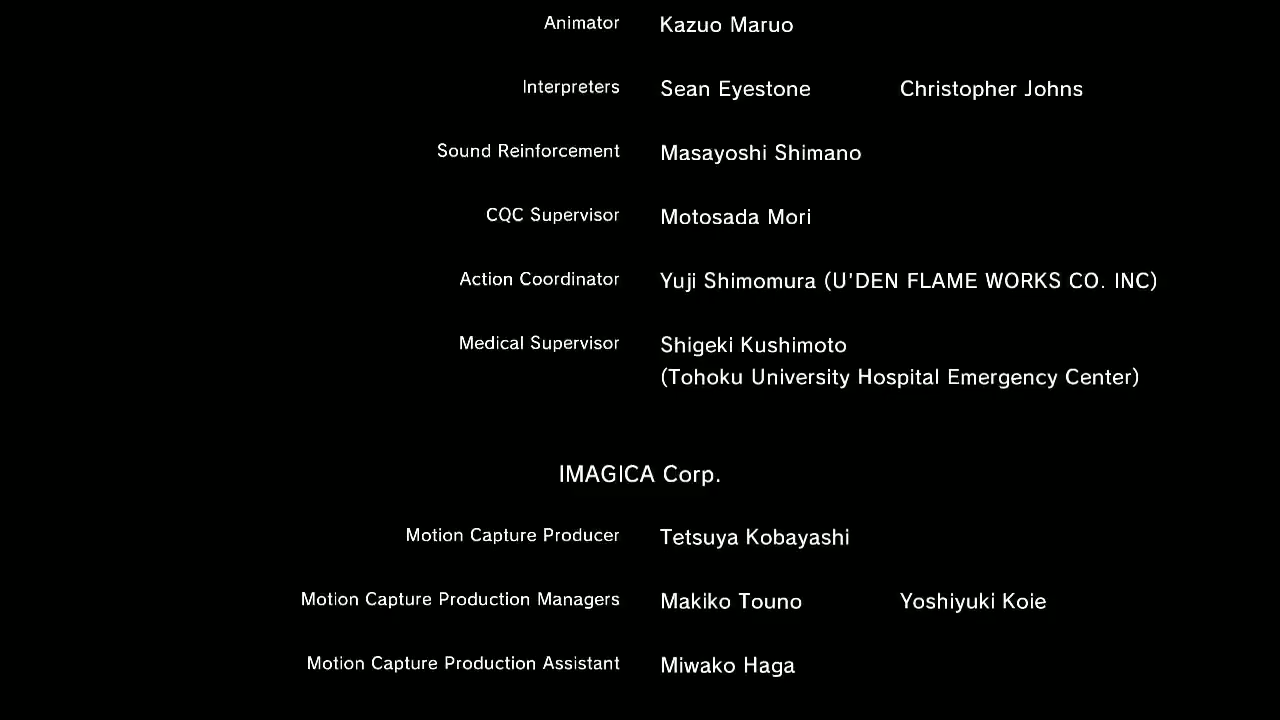 Animator Kazuo Maruo
Interpreters Sean Eyestone Christopher Johns
Sound Reinforcement Masayoshi Shimano
CQC Supervisor Motosada Mori
Action Coordinator Yuji Shimomura (U'DEN FLAME WORKS CO. INC)
Medical Supervisor Shigeki Kushimoto
(Tohoku University Hospital Emergency Center)
IMAGICA Corp.
Motion Capture Producer Tetsuya Kobayashi
Motion Capture Production Managers Makiko Touno Yoshiyuki Koie
Motion Capture Production Assistant Miwako Haga